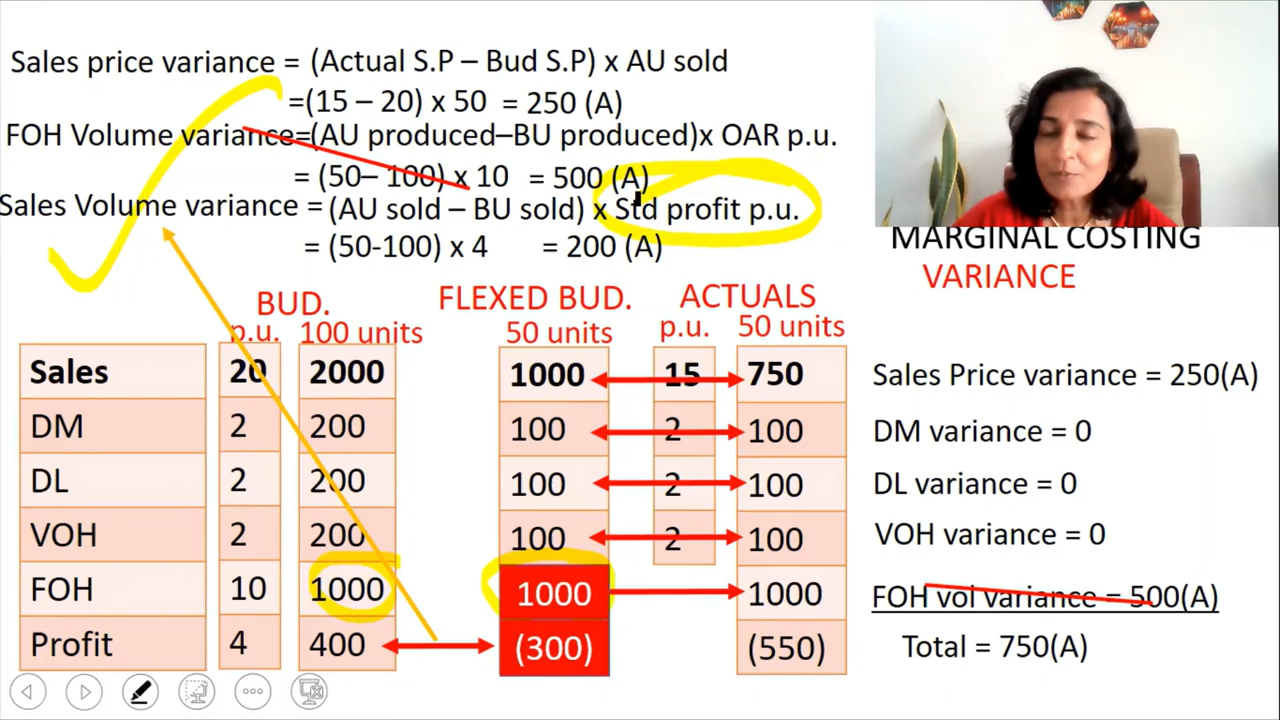 Sales price variance = (Actual S.P – Bud S.P) x AU sold
=(15 – 20) x 50 = 250 (A)
FOH Volume variance=(AU produced–BU produced)x OAR p.u.
= (50– 100) x 10 = 500 (A)
Sales Volume variance = (AU sold – BU sold) x Std profit p.u.
= (50-100) x 4 = 200 (A)
MARGINAL COSTING
VARIANCE
BUD. FLEXED BUD. ACTUALS
p.u. 100 units 50 units p.u. 50 units
Sales 20 2000 1000 15 750 Sales Price variance = 250(A)
DM 2 200 100 2 100 DM variance = 0
DL 2 200 100 2 100 DL variance = 0
VOH 2 200 100 2 100 VOH variance = 0
FOH 10 1000 1000 1000 FOH vol variance = 500(A)
Profit 4 400 (300) (550) Total = 750(A)